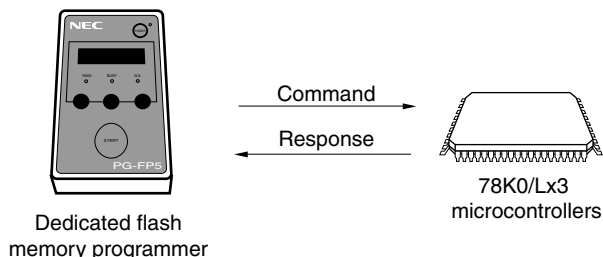 NEC
PASS BUSY N.G.
START
PG-FP5
Command
Response
78K0/Lx3
microcontrollers
Dedicated flash
memory programmer